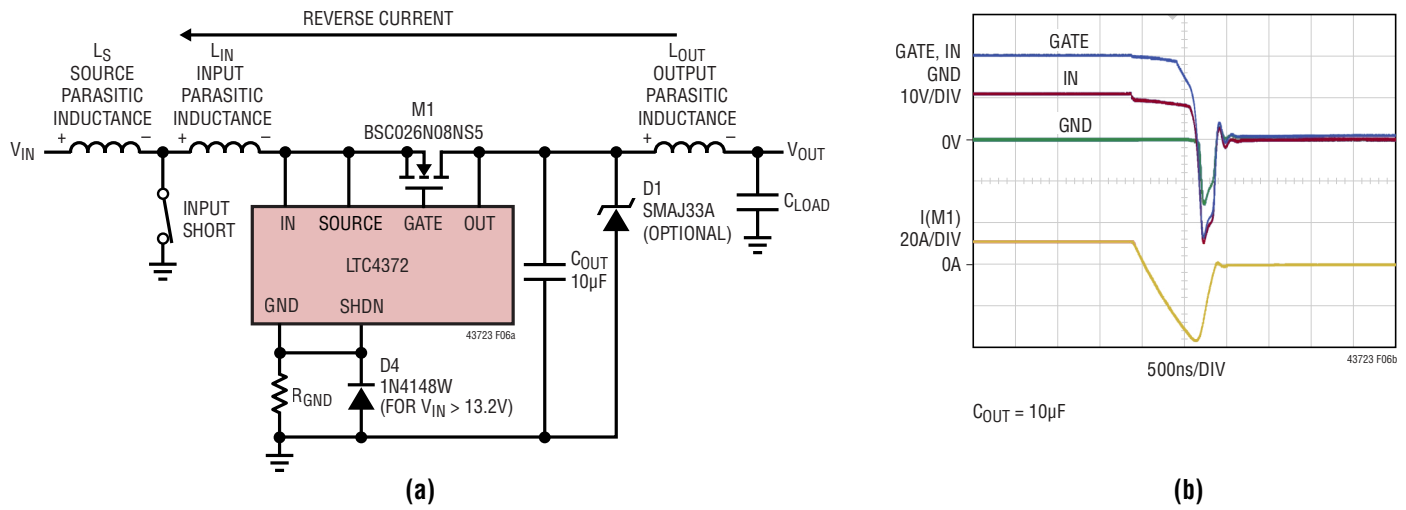 REVERSE CURRENT
LS
SOURCE
PARASITIC
INDUCTANCE
+ –
LIN
INPUT
PARASITIC
INDUCTANCE
+ –
M1
BSC026N08NS5
LOUT
OUTPUT
PARASITIC
INDUCTANCE
+ –
VIN
VOUT
INPUT
SHORT
IN SOURCE GATE OUT
LTC4372
GND SHDN
43723 F06a
COUT
10µF
D1
SMAJ33A
(OPTIONAL)
CLOAD
RGND
D4
1N4148W
(FOR VIN > 13.2V)
(a)
GATE, IN
GND
10V/DIV
0V
I(M1)
20A/DIV
0A
GATE
IN
GND
500ns/DIV
43723 F06b
COUT = 10µF
(b)